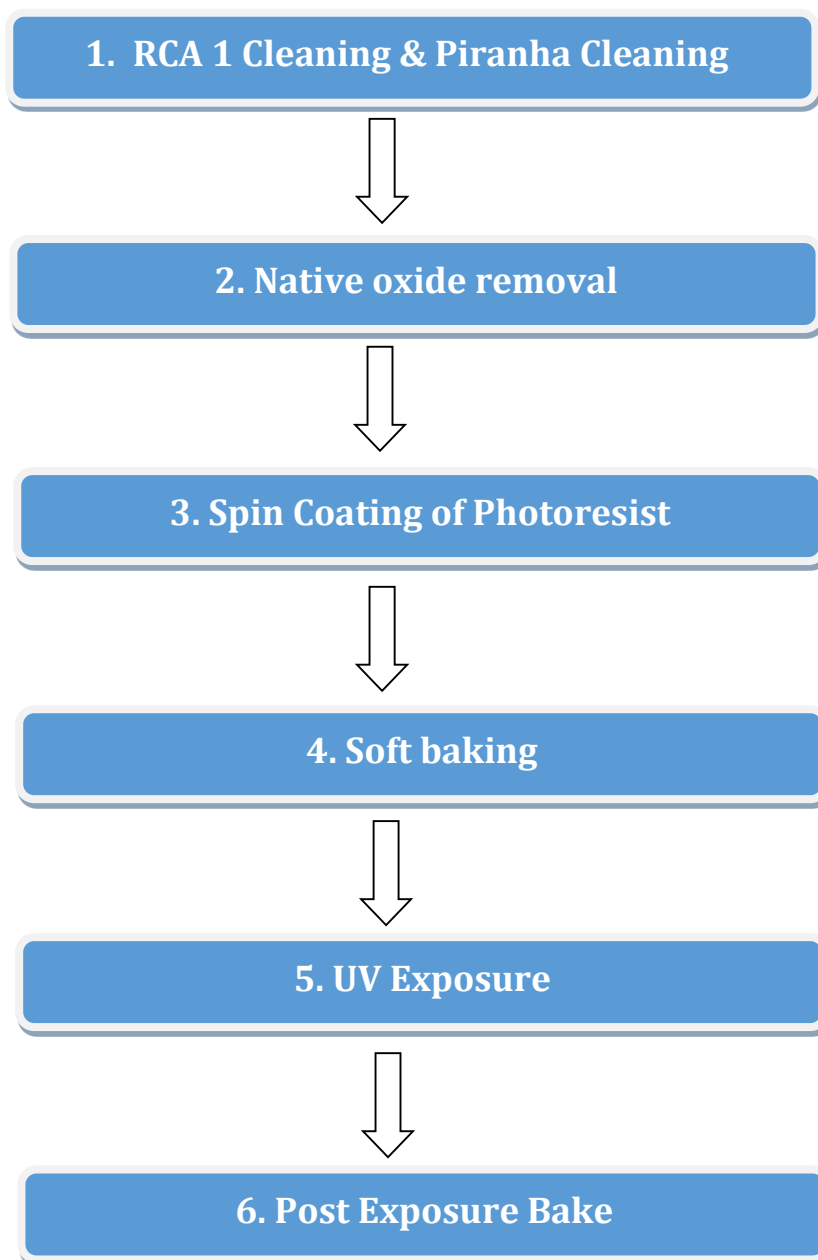 1. RCA 1 Cleaning & Piranha Cleaning
2. Native oxide removal
3. Spin Coating of Photoresist
4. Soft baking
5. UV Exposure
6. Post Exposure Bake